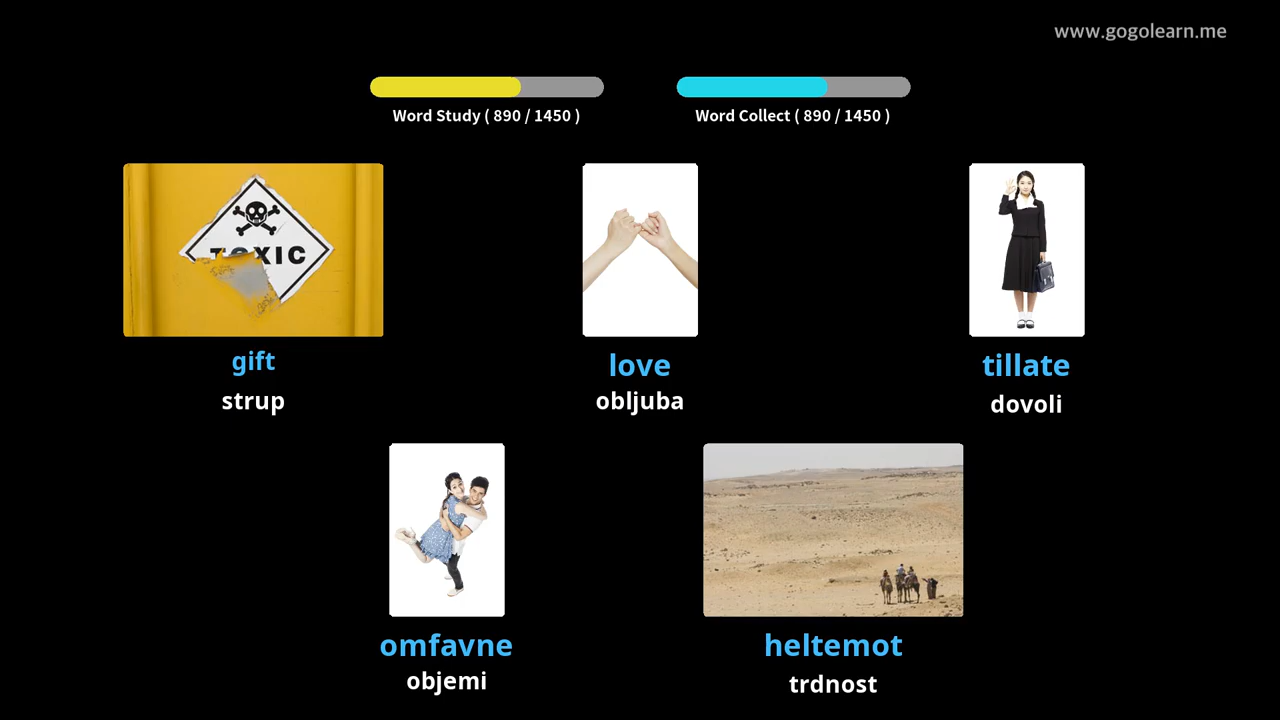 www.gogolearn.me
Word Study ( 890 / 1450 )
Word Collect ( 890 / 1450 )
TOXIC
gift
strup
love
obljuba
tillate
dovoli
omfavne
objemi
heltemot
trdnost